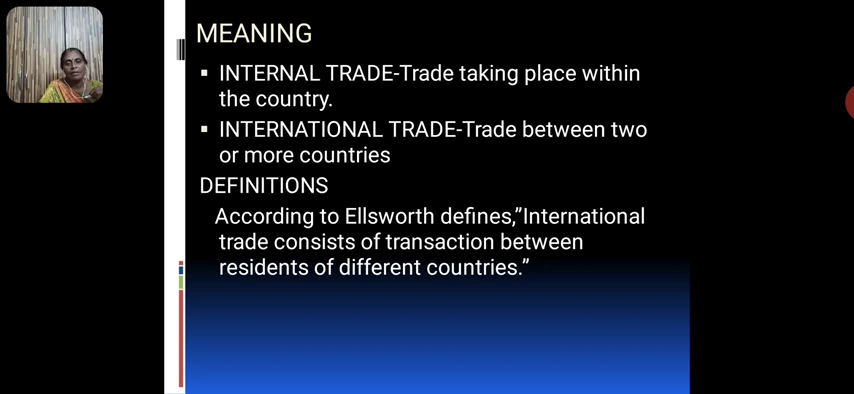 MEANING
▪ INTERNAL TRADE-Trade taking place within
the country.
▪ INTERNATIONAL TRADE-Trade between two
or more countries
DEFINITIONS
According to Ellsworth defines,”International
trade consists of transaction between
residents of different countries.”